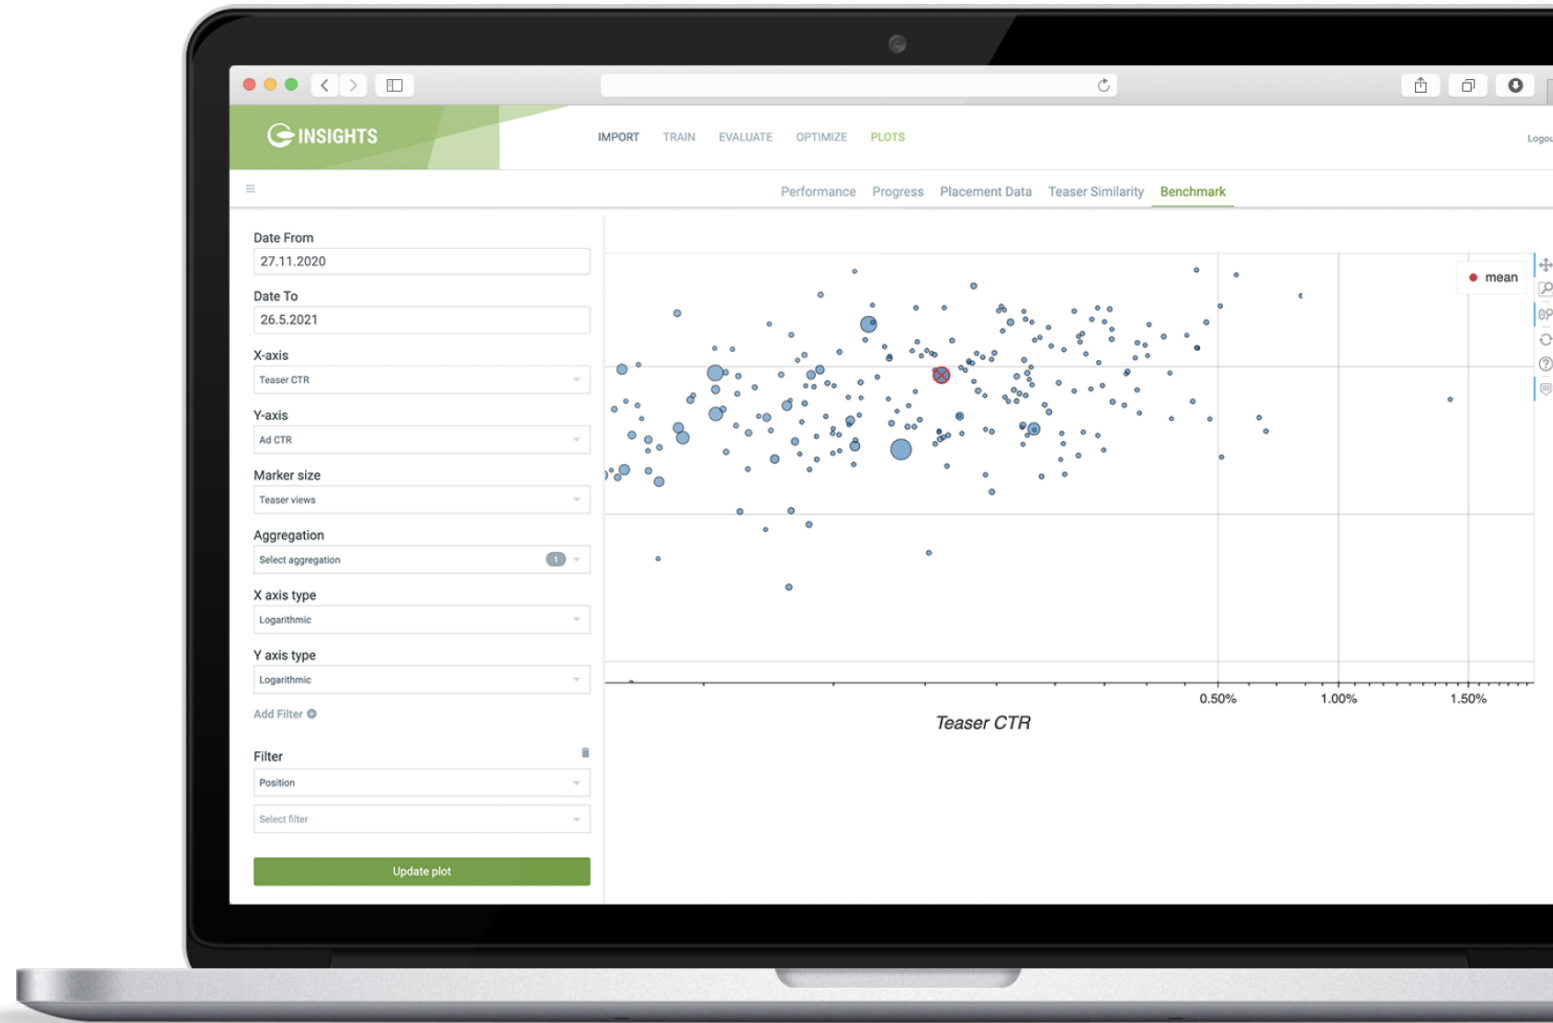 INSIGHTS
IMPORT TRAIN EVALUATE OPTIMIZE PLOTS
Performance Progress Placement Data Teaser Similarity Benchmark
Date From
27.11.2020
Date To
26.5.2021
X-axis
Teaser CTR
Y-axis
Ad CTR
Marker size
Teaser views
Aggregation
Select aggregation 1
X axis type
Logarithmic
Y axis type
Logarithmic
Add Filter
Filter
Position
Select filter
Update plot
mean
0.50% 1.00% 1.50%
Teaser CTR